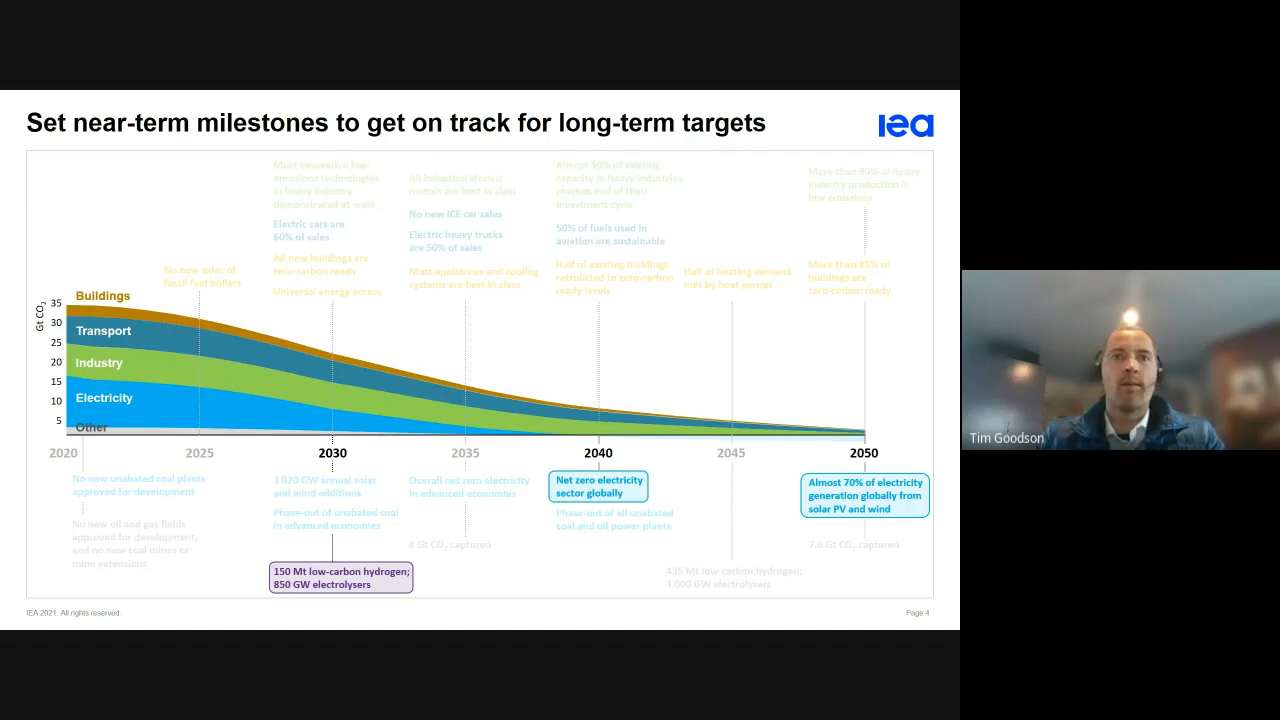 Set near-term milestones to get on track for long-term targets
iea
Most innovative low-
emissions technologies
in heavy industry
demonstrated at scale
Electric cars are
60% of sales
All new buildings are
zero-carbon ready
Universal energy access
No new sales of
fossil fuel boilers
All industrial electric
motors are best in class
No new ICE car sales
Electric heavy trucks
are 50% of sales
Most appliances and cooling
systems are best in class
Almost 90% of existing
capacity in heavy industries
reaches end of their
investment cycle
50% of fuels used in
aviation are sustainable
Half of existing buildings
retrofitted to zero-carbon
ready levels
Half of heating demand
met by heat pumps
More than 90% of heavy
industry production is
low emissions
More than 85% of
buildings are
zero-carbon ready
Gt CO₂
35
30
25
20
15
10
5
Buildings
Transport
Industry
Electricity
Other
2020
2025
2030
2035
2040
2045
2050
No new unabated coal plants
approved for development
No new oil and gas fields
approved for development,
and no new coal mines or
mine extensions
1 020 GW annual solar
and wind additions
Phase-out of unabated coal
in advanced economies
150 Mt low-carbon hydrogen;
850 GW electrolysers
Overall net zero electricity
in advanced economies
4 Gt CO₂ captured
Net zero electricity
sector globally
Phase-out of all unabated
coal and oil power plants
435 Mt low-carbon hydrogen;
3 000 GW electrolysers
Almost 70% of electricity
generation globally from
solar PV and wind
7.6 Gt CO₂ captured
IEA 2021. All rights reserved.
Page 4
Tim Goodson